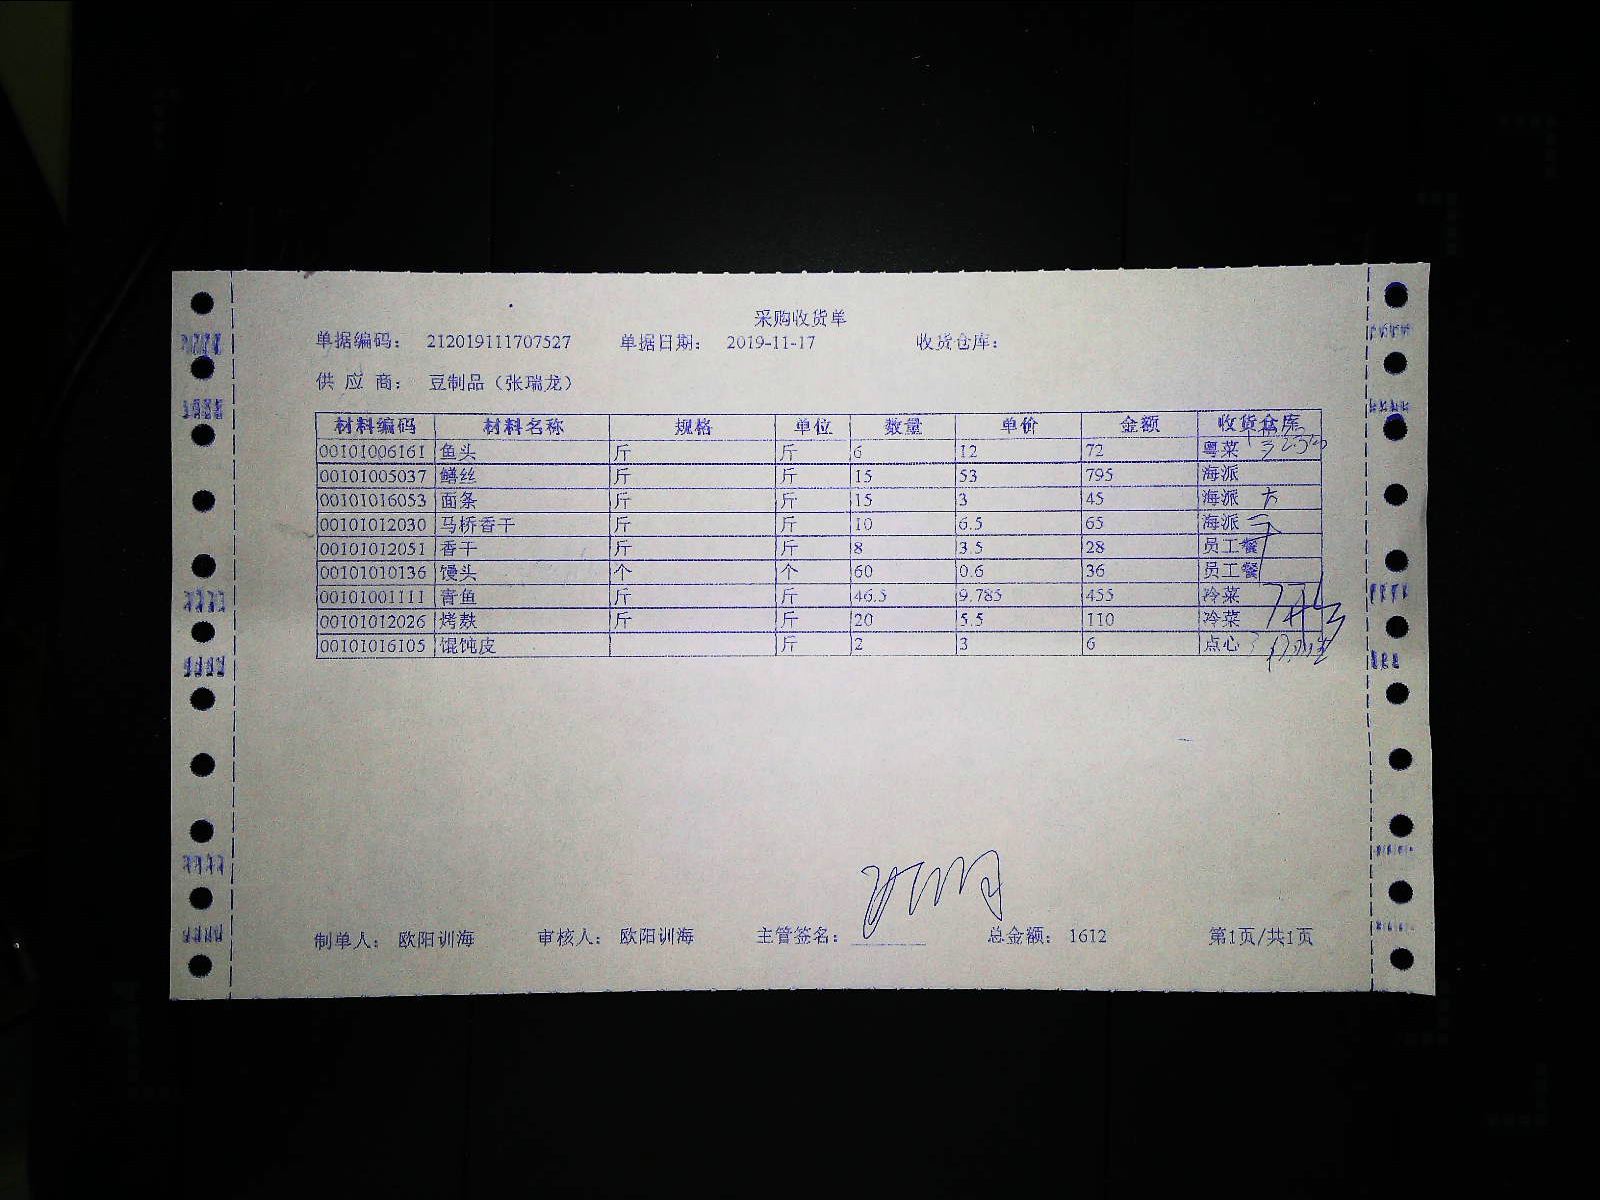 采购收货单
单据编码： 212019111707527 单据日期： 2019-11-17 收货仓库：
供 应 商： 豆制品（张瑞龙）
材料编码 材料名称 规格 单位 数量 单价 金额 收货仓库
00101006161 鱼头 斤 斤 6 12 72 粤菜
00101005037 鳝丝 斤 斤 15 53 795 海派
00101016053 面条 斤 斤 15 3 45 海派
00101012030 马桥香干 斤 斤 10 6.5 65 海派
00101012051 香干 斤 斤 8 3.5 28 员工餐
00101010136 馒头 个 个 60 0.6 36 员工餐
00101001111 青鱼 斤 斤 46.5 9.785 455 冷菜
00101012026 烤麸 斤 斤 20 5.5 110 冷菜
00101016105 馄饨皮 斤 2 3 6 点心
制单人： 欧阳训海 审核人： 欧阳训海 主管签名： 总金额： 1612 第1页/共1页